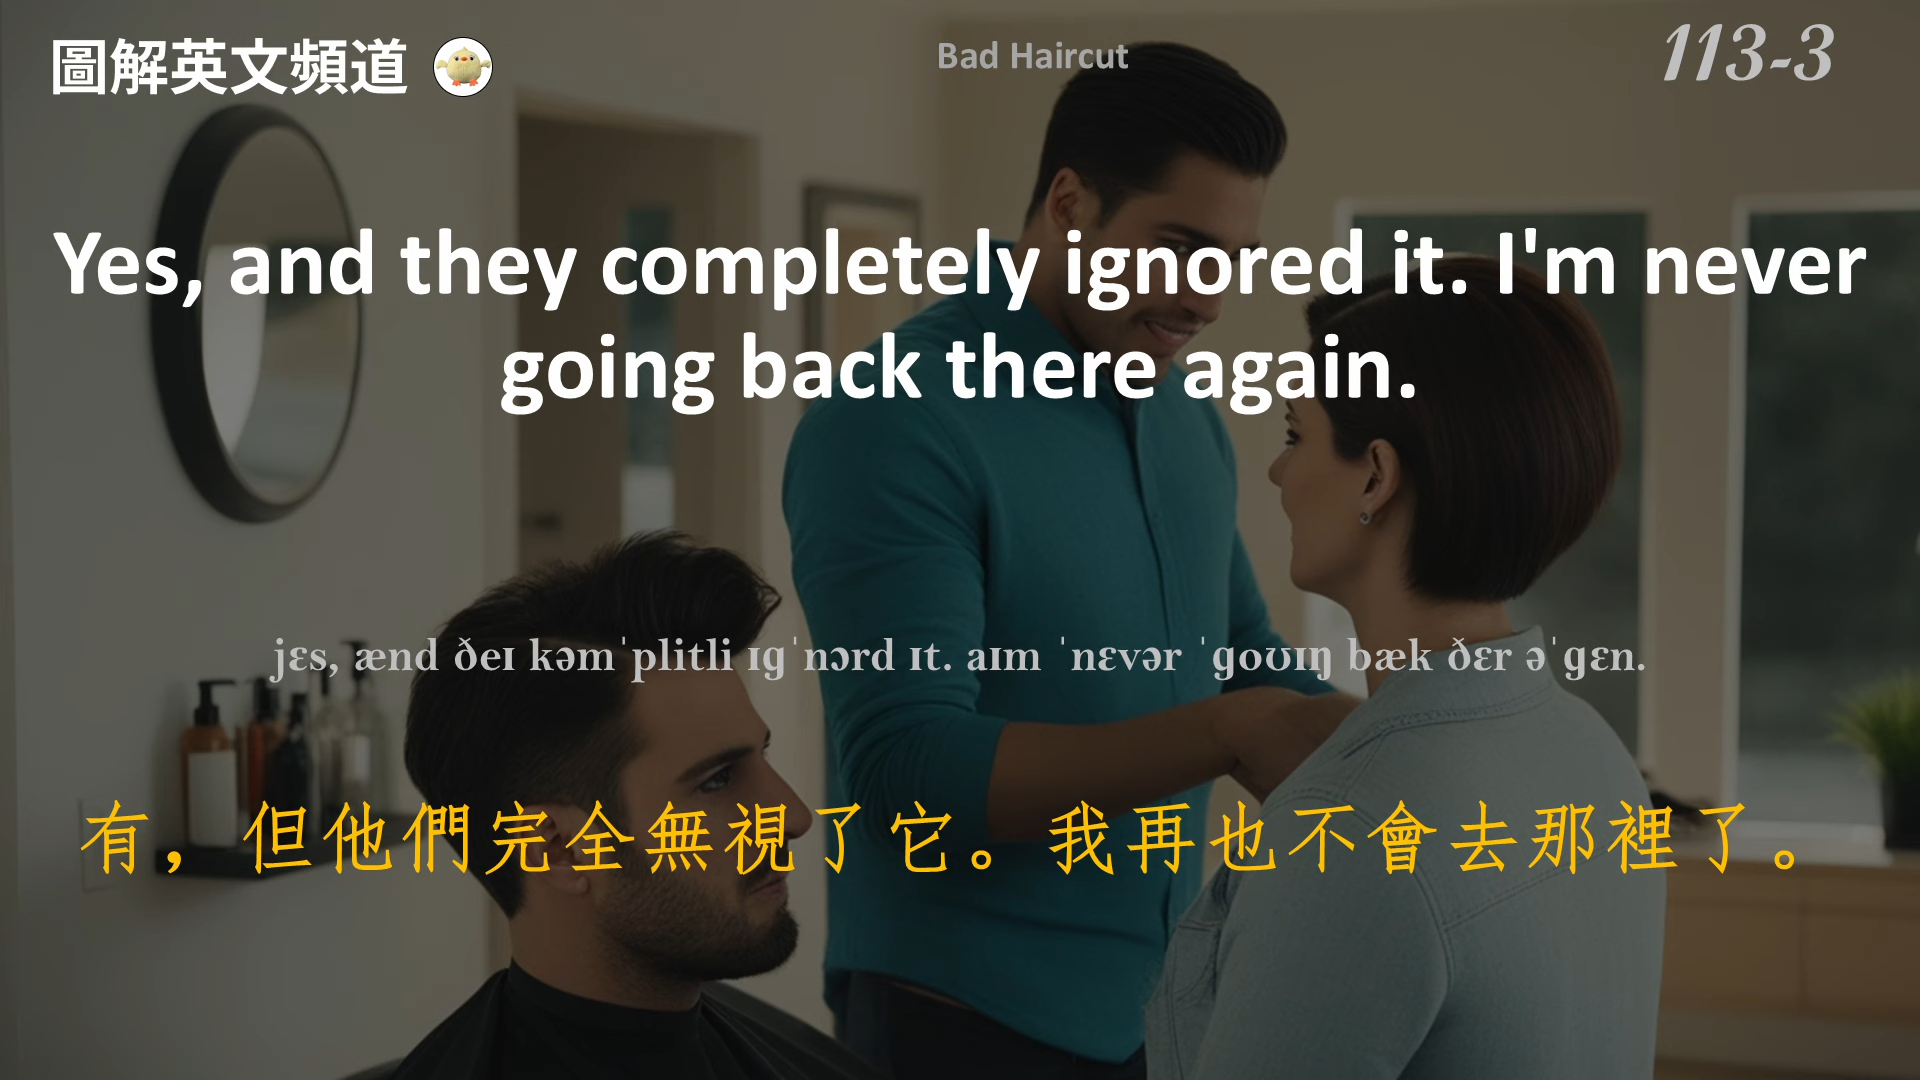 圖解英文頻道
Bad Haircut
113-3
Yes, and they completely ignored it. I'm never
going back there again.
jɛs, ænd ðeɪ kəmˈplitli ɪɡˈnɔrd ɪt. aɪm ˈnɛvər ˈɡoʊɪŋ bæk ðɛr əˈɡɛn.
有，但他們完全無視了它。我再也不會去那裡了。